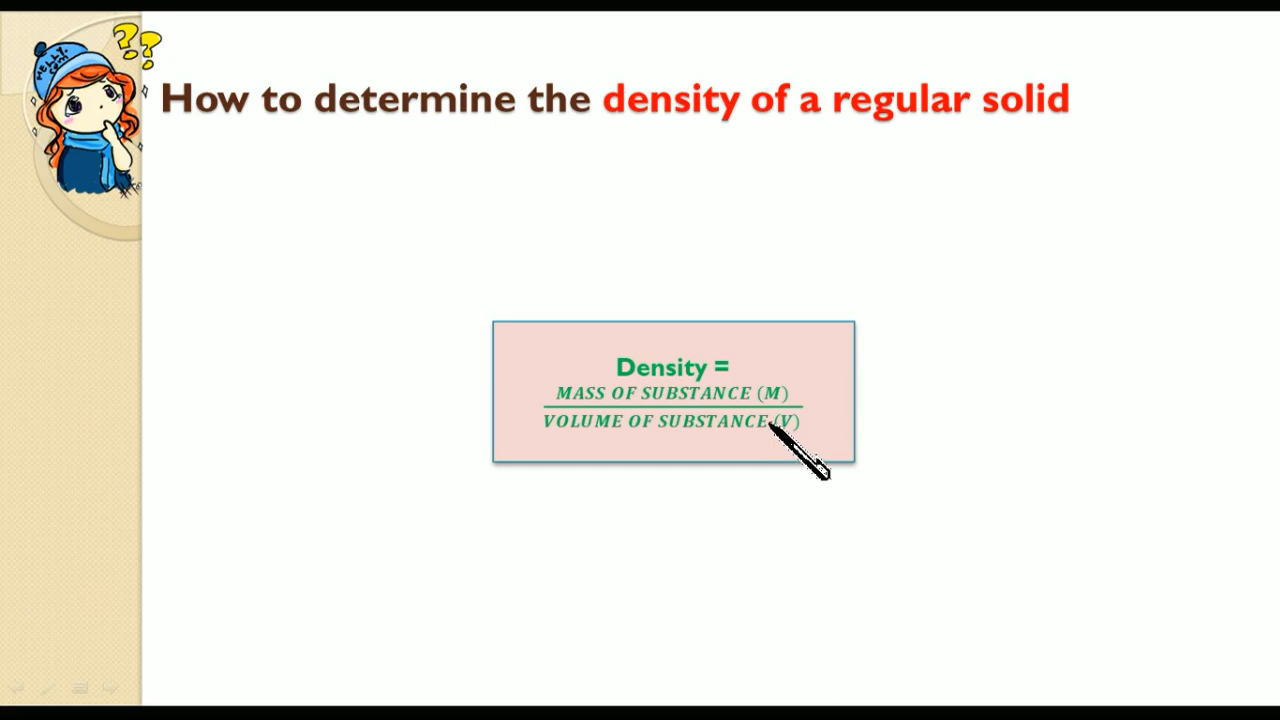 ??
How to determine the density of a regular solid
Density =
MASS OF SUBSTANCE (M)
VOLUME OF SUBSTANCE (V)